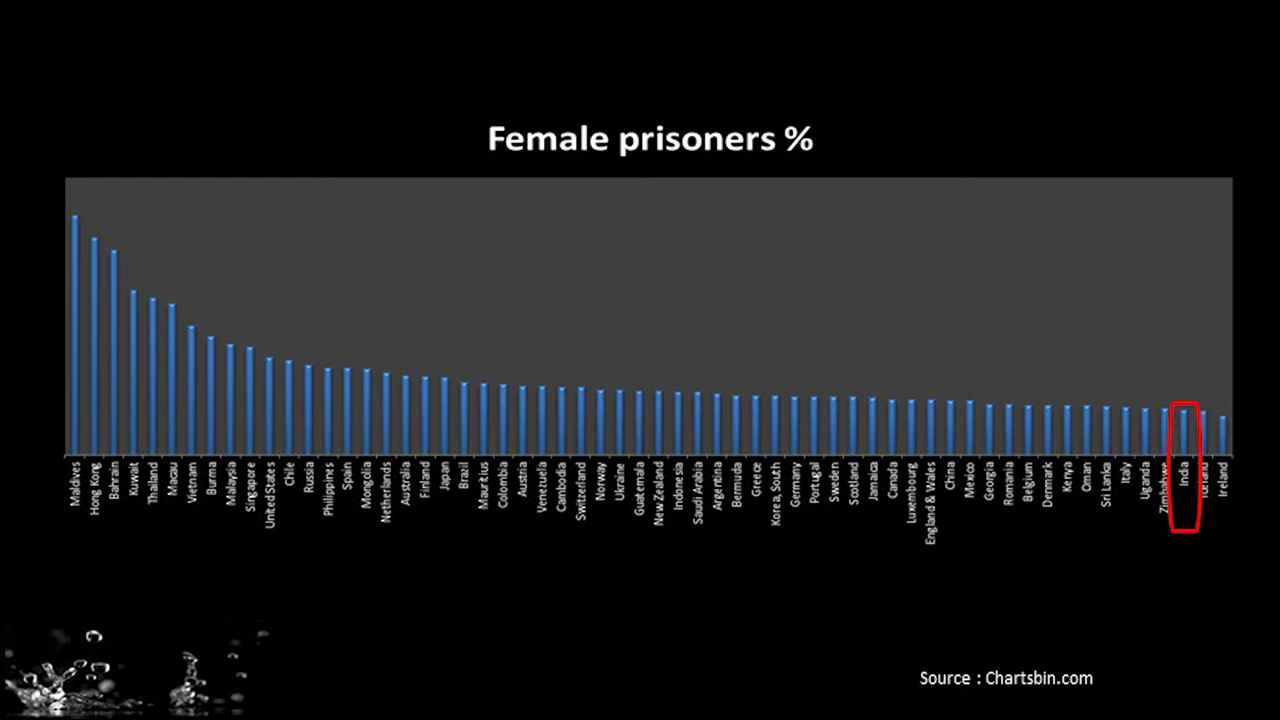 Female prisoners %
Maldives
Hong Kong
Bahrain
Kuwait
Thailand
Macau
Vietnam
Burma
Malaysia
Singapore
United States
Chile
Russia
Philippines
Spain
Mongolia
Netherlands
Australia
Finland
Japan
Brazil
Mauritius
Colombia
Austria
Venezuela
Cambodia
Switzerland
Norway
Ukraine
Guatemala
New Zealand
Indonesia
Saudi Arabia
Argentina
Bermuda
Greece
Korea, South
Germany
Portugal
Sweden
Scotland
Jamaica
Canada
Luxembourg
England & Wales
China
Mexico
Georgia
Romania
Belgium
Denmark
Kenya
Oman
Sri Lanka
Italy
Uganda
Zimbabwe
India
Ireland
Source : Chartsbin.com